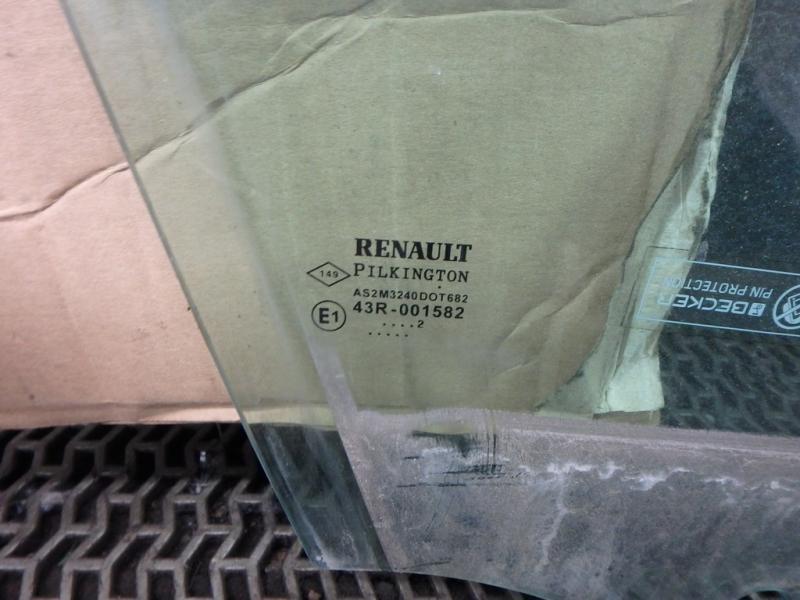 RENAULT
149 PILKINGTON
AS2M3240DOT682
E1 43R-001582
....2
.....
BECKER
PIN PROTECTION